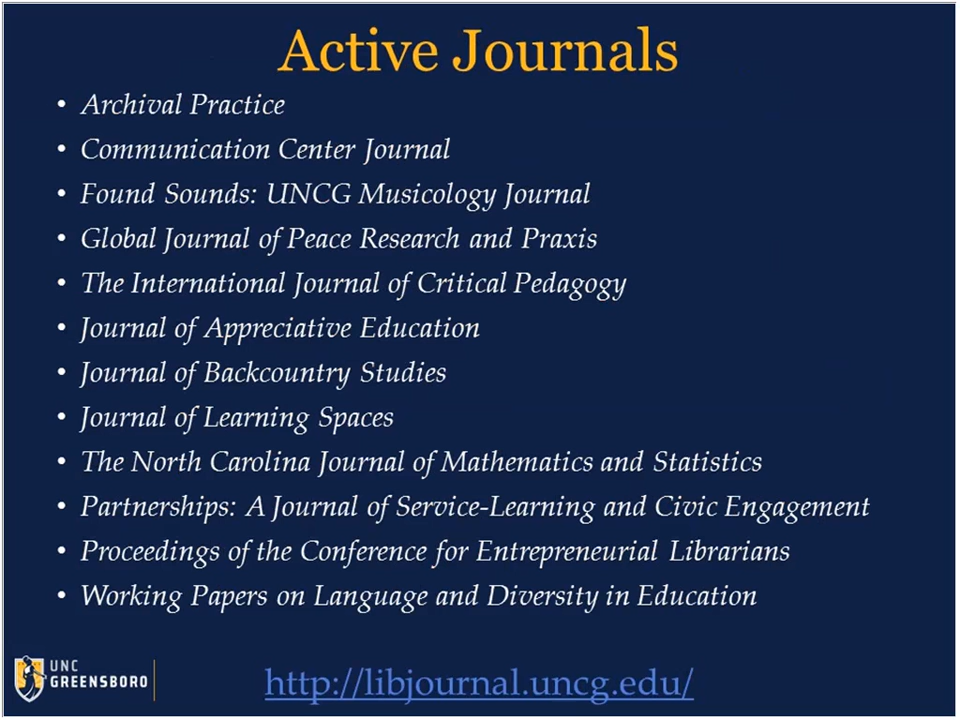 Active Journals
• Archival Practice
• Communication Center Journal
• Found Sounds: UNCG Musicology Journal
• Global Journal of Peace Research and Praxis
• The International Journal of Critical Pedagogy
• Journal of Appreciative Education
• Journal of Backcountry Studies
• Journal of Learning Spaces
• The North Carolina Journal of Mathematics and Statistics
• Partnerships: A Journal of Service-Learning and Civic Engagement
• Proceedings of the Conference for Entrepreneurial Librarians
• Working Papers on Language and Diversity in Education
UNC
GREENSBORO
http://libjournal.uncg.edu/